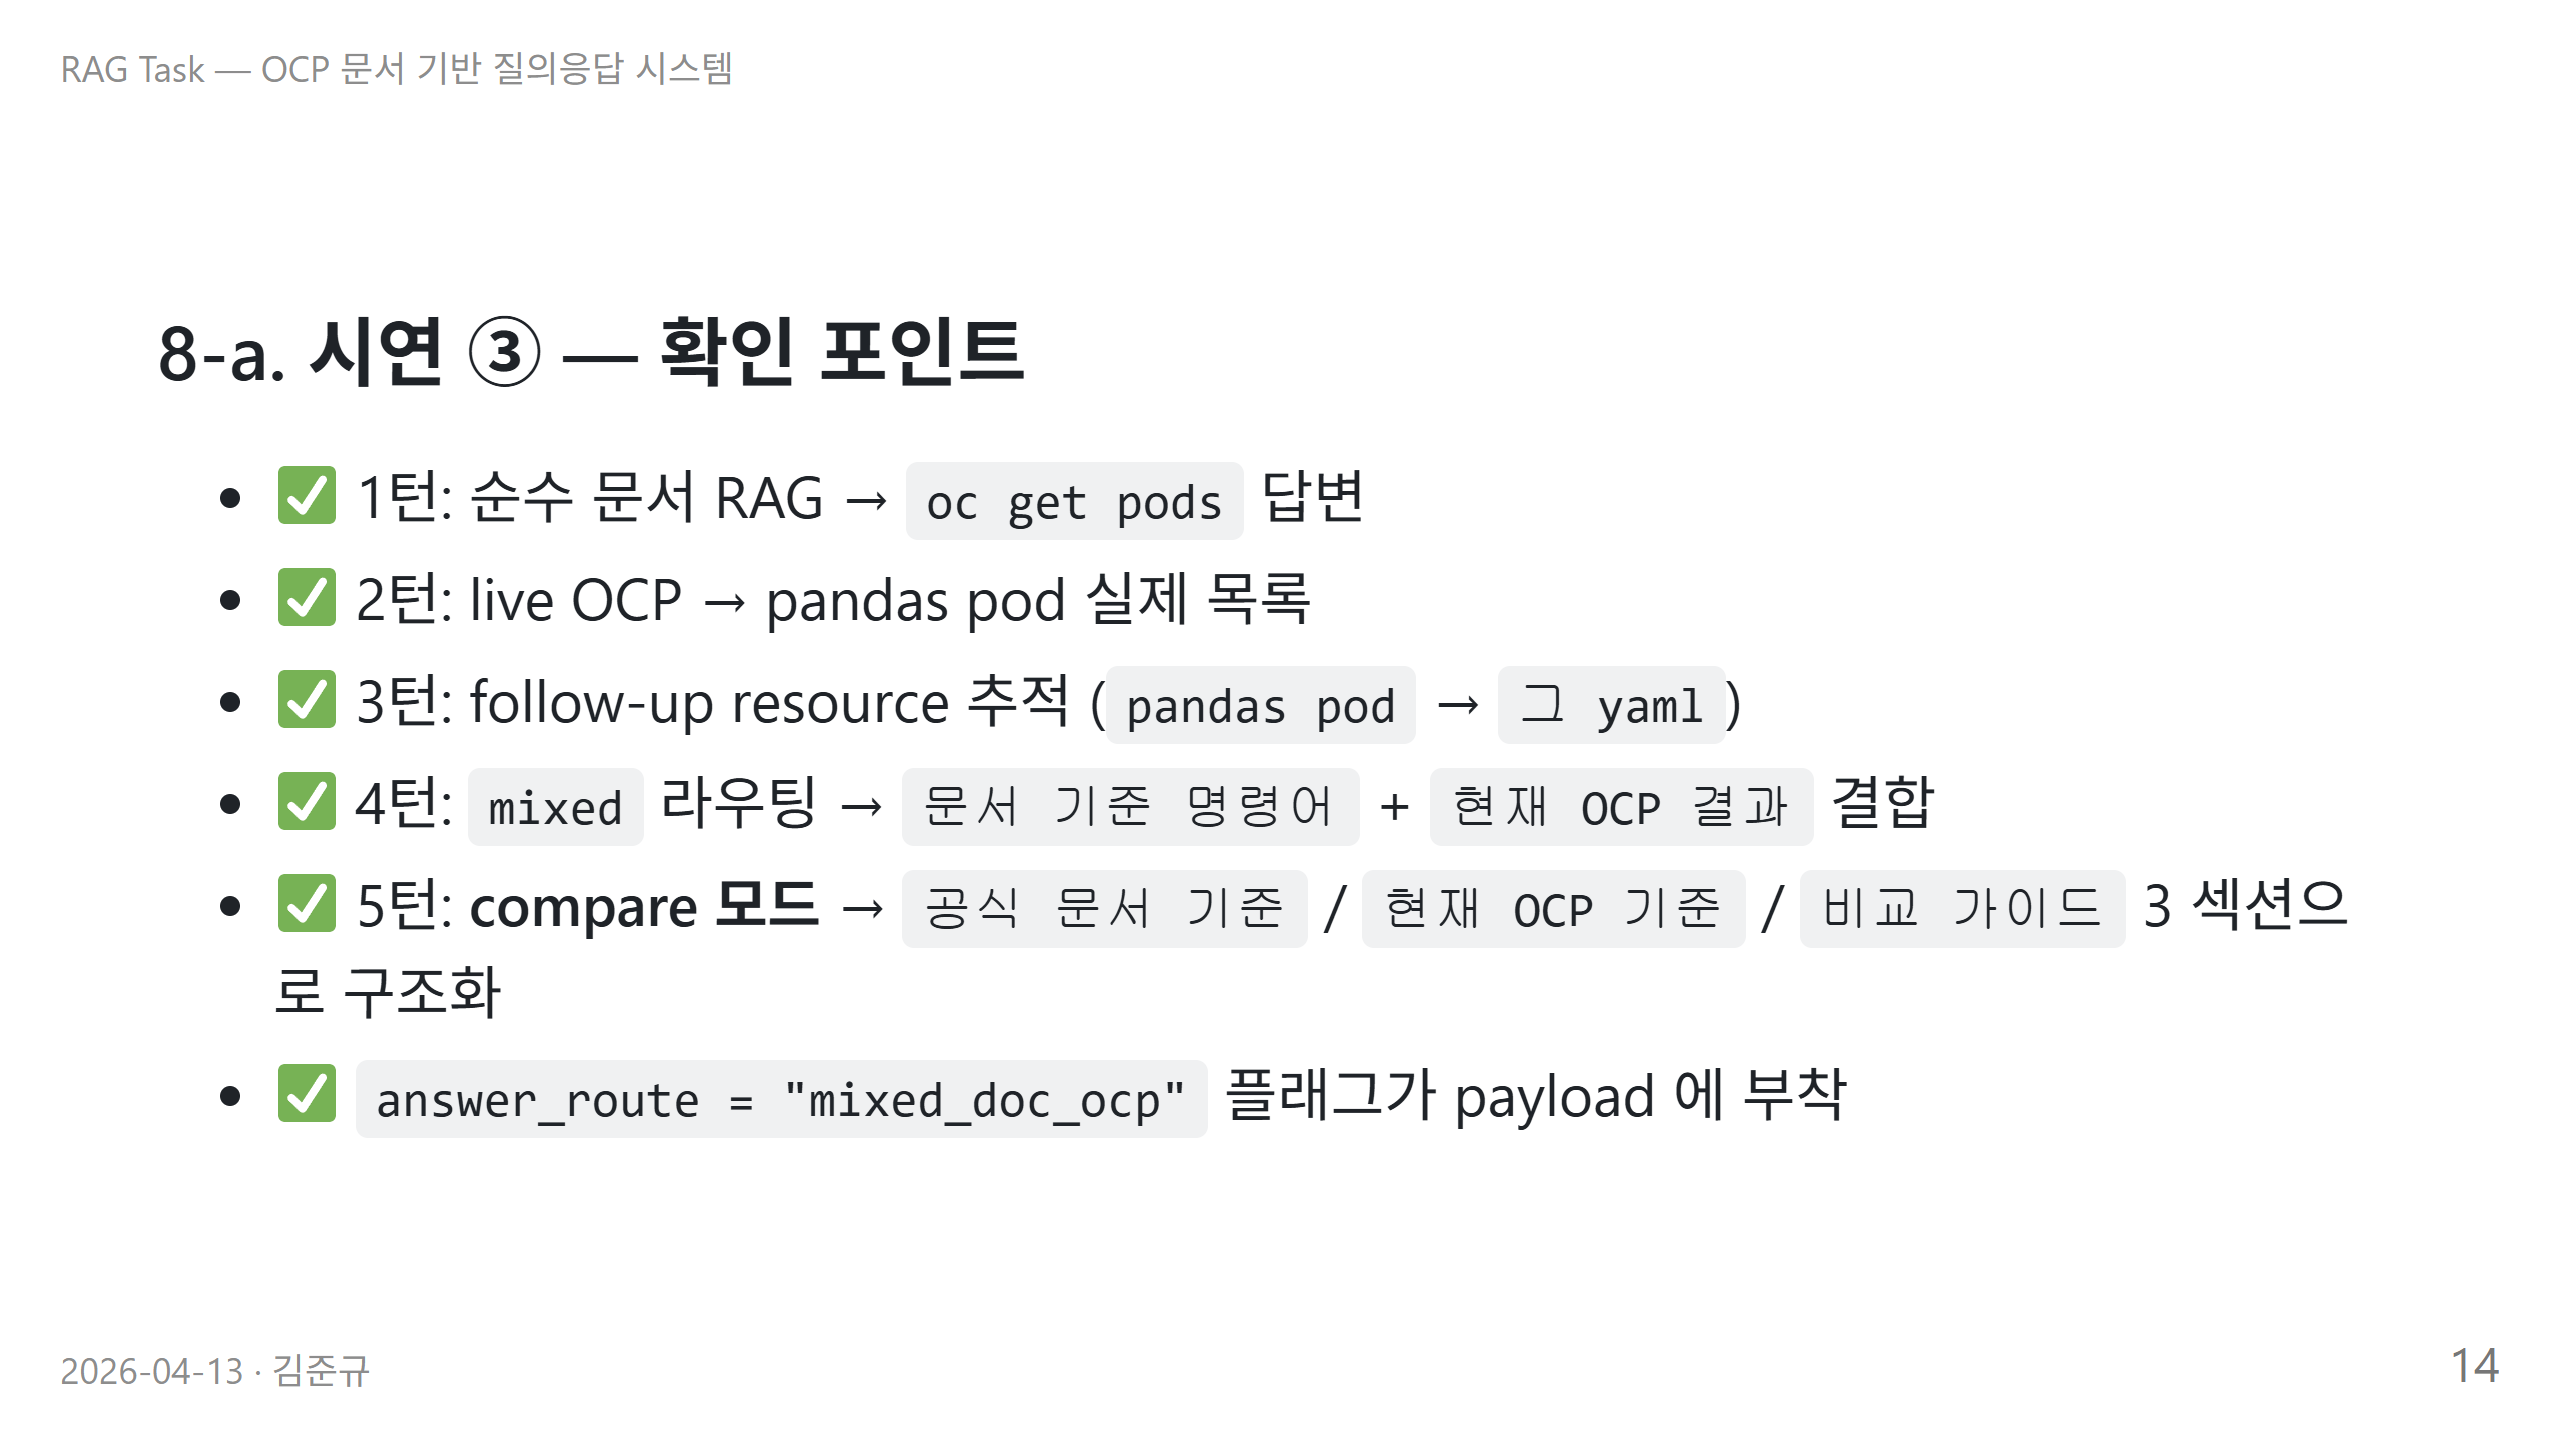 RAG Task — OCP 문서 기반 질의응답 시스템
8-a. 시연 ③ — 확인 포인트
• ✅ 1턴: 순수 문서 RAG → oc get pods 답변
• ✅ 2턴: live OCP → pandas pod 실제 목록
• ✅ 3턴: follow-up resource 추적 (pandas pod → 그 yaml)
• ✅ 4턴: mixed 라우팅 → 문서 기준 명령어 + 현재 OCP 결과 결합
• ✅ 5턴: compare 모드 → 공식 문서 기준 / 현재 OCP 기준 / 비교 가이드 3 섹션으
로 구조화
• ✅ answer_route = "mixed_doc_ocp" 플래그가 payload 에 부착
2026-04-13 · 김준규
14